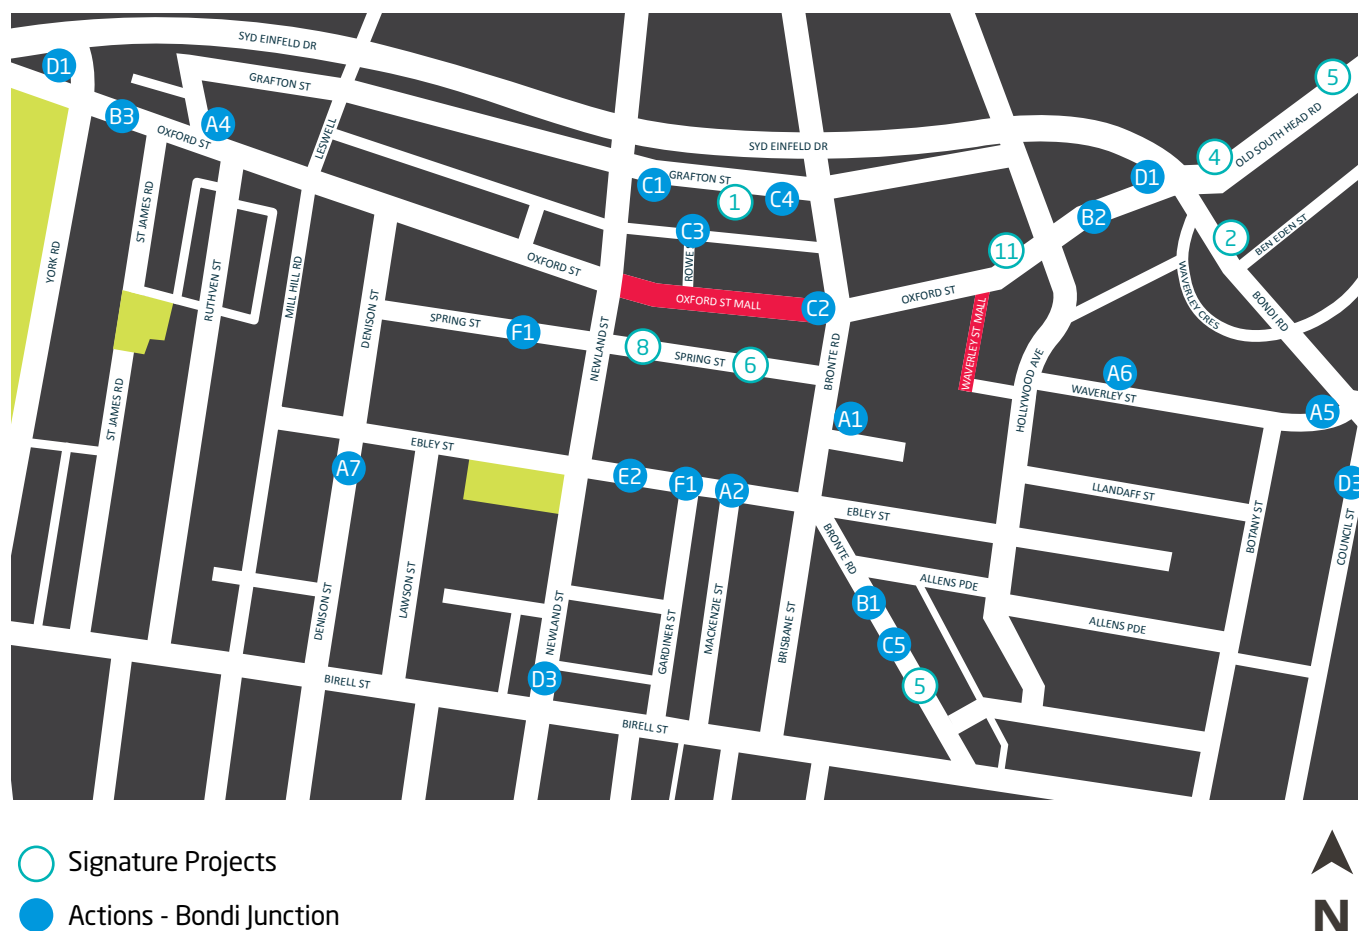 SYD EINFELD DR
D1
5
GRAFTON ST
B3
A4
OXFORD ST
LESWELL
SYD EINFELD DR
OLD SOUTH HEAD RD
4
GRAFTON ST
C1
1
C4
D1
ST JAMES RD
B2
C3
11
2
BEN EDEN ST
YORK RD
RUTHVEN ST
MILL HILL RD
OXFORD ST
ROWE
OXFORD ST MALL
C2
OXFORD ST
WAVERLEY CRES
BONDI RD
DENISON ST
SPRING ST
F1
NEWLAND ST
8
SPRING ST
6
BRONTE RD
WAVERLEY ST MALL
HOLLYWOOD AVE
A6
WAVERLEY ST
A5
ST JAMES RD
A1
EBLEY ST
A7
E2
F1
A2
EBLEY ST
LLANDAFF ST
D3
BOTANY ST
COUNCIL ST
BRONTE RD
DENISON ST
LAWSON ST
NEWLAND ST
GARDINER ST
MACKENZIE ST
BRISBANE ST
ALLENS PDE
B1
ALLENS PDE
C5
D3
5
BIRELL ST
BIRELL ST
Signature Projects
Actions - Bondi Junction
N